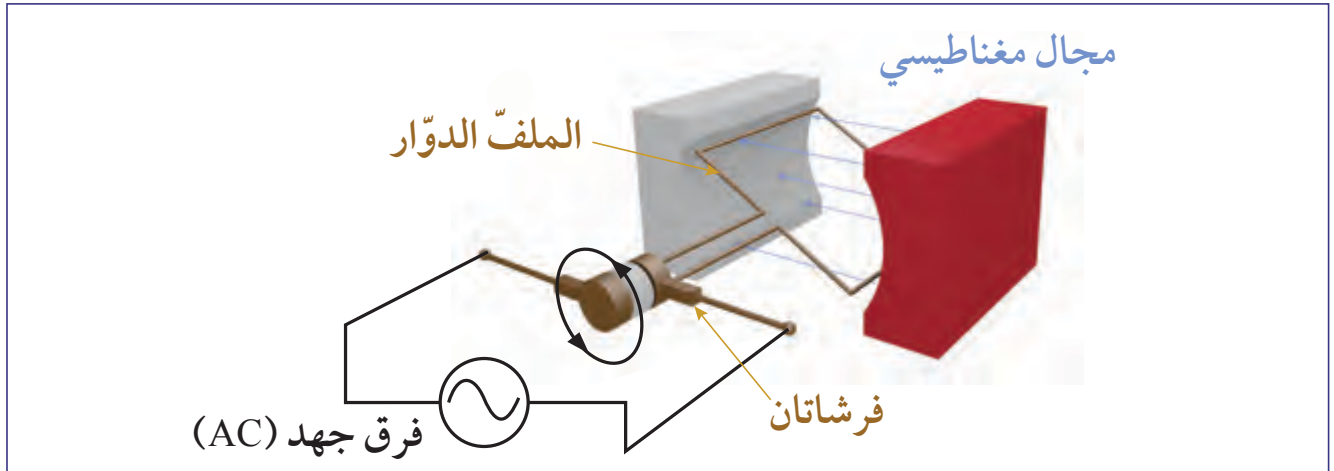 مجال مغناطيسي
الملفّ الدوّار
فرشاتان
فرق جهد (AC)